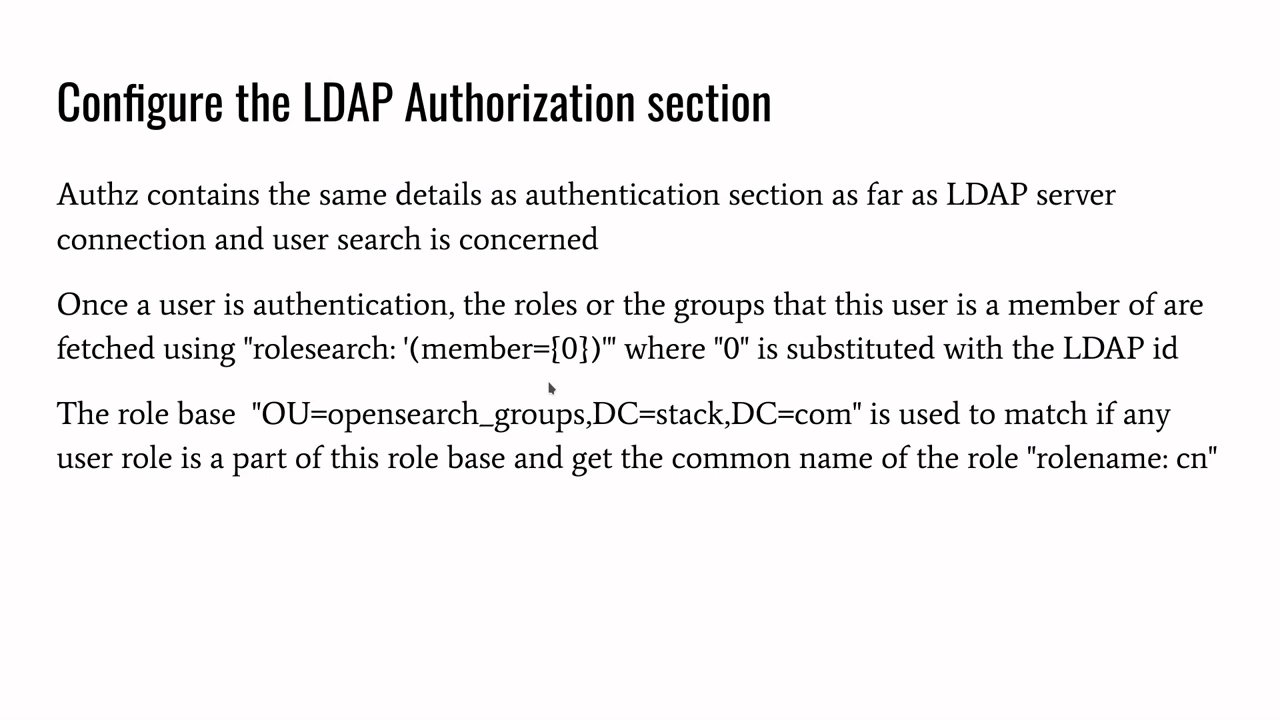 Configure the LDAP Authorization section
Authz contains the same details as authentication section as far as LDAP server
connection and user search is concerned
Once a user is authentication, the roles or the groups that this user is a member of are
fetched using "rolesearch: '(member={0})'" where "0" is substituted with the LDAP id
The role base  "OU=opensearch_groups,DC=stack,DC=com" is used to match if any
user role is a part of this role base and get the common name of the role "rolename: cn"